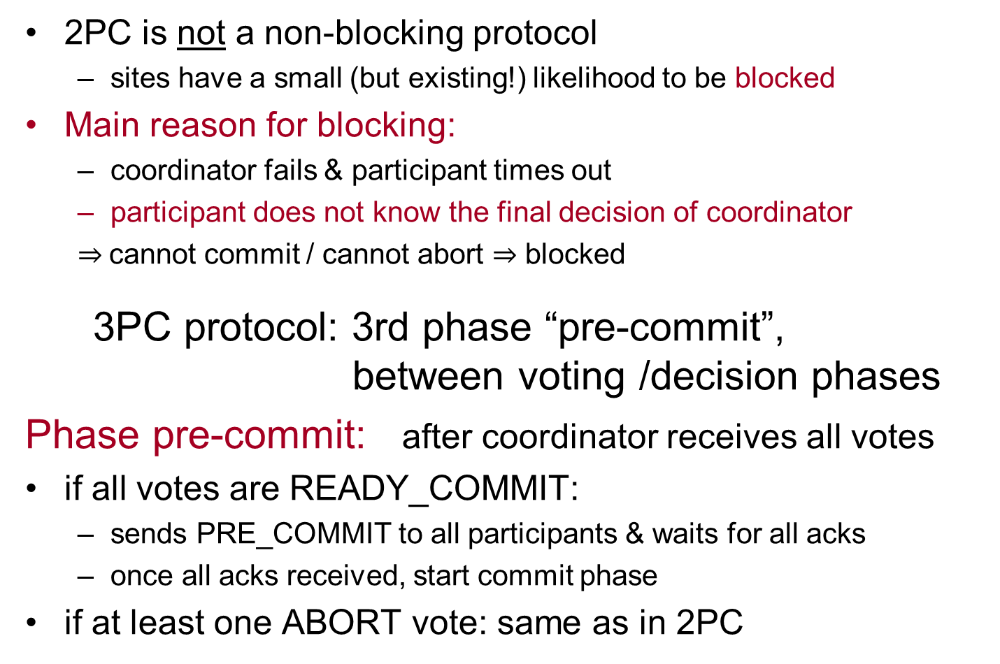 • 2PC is not a non-blocking protocol
– sites have a small (but existing!) likelihood to be blocked
• Main reason for blocking:
– coordinator fails & participant times out
– participant does not know the final decision of coordinator
⇒ cannot commit / cannot abort ⇒ blocked
3PC protocol: 3rd phase “pre-commit”,
between voting /decision phases
Phase pre-commit: after coordinator receives all votes
• if all votes are READY_COMMIT:
– sends PRE_COMMIT to all participants & waits for all acks
– once all acks received, start commit phase
• if at least one ABORT vote: same as in 2PC